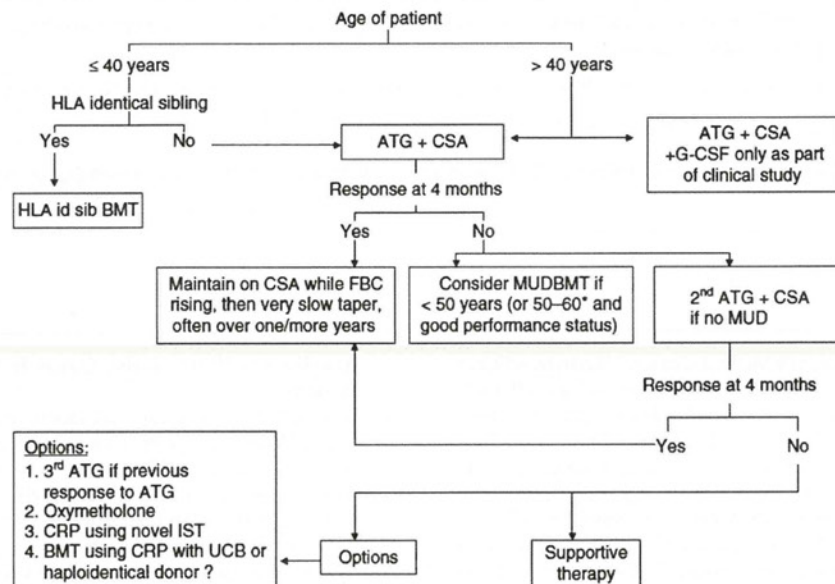 Age of patient
≤ 40 years
> 40 years
HLA identical sibling
Yes
No
ATG + CSA
ATG + CSA
+G-CSF only as part
of clinical study
HLA id sib BMT
Response at 4 months
Yes
No
Maintain on CSA while FBC
rising, then very slow taper,
often over one/more years
Consider MUDBMT if
< 50 years (or 50–60* and
good performance status)
2nd ATG + CSA
if no MUD
Response at 4 months
Yes
No
Options:
1. 3rd ATG if previous
response to ATG
2. Oxymetholone
3. CRP using novel IST
4. BMT using CRP with UCB or
haploidentical donor ?
Options
Supportive
therapy